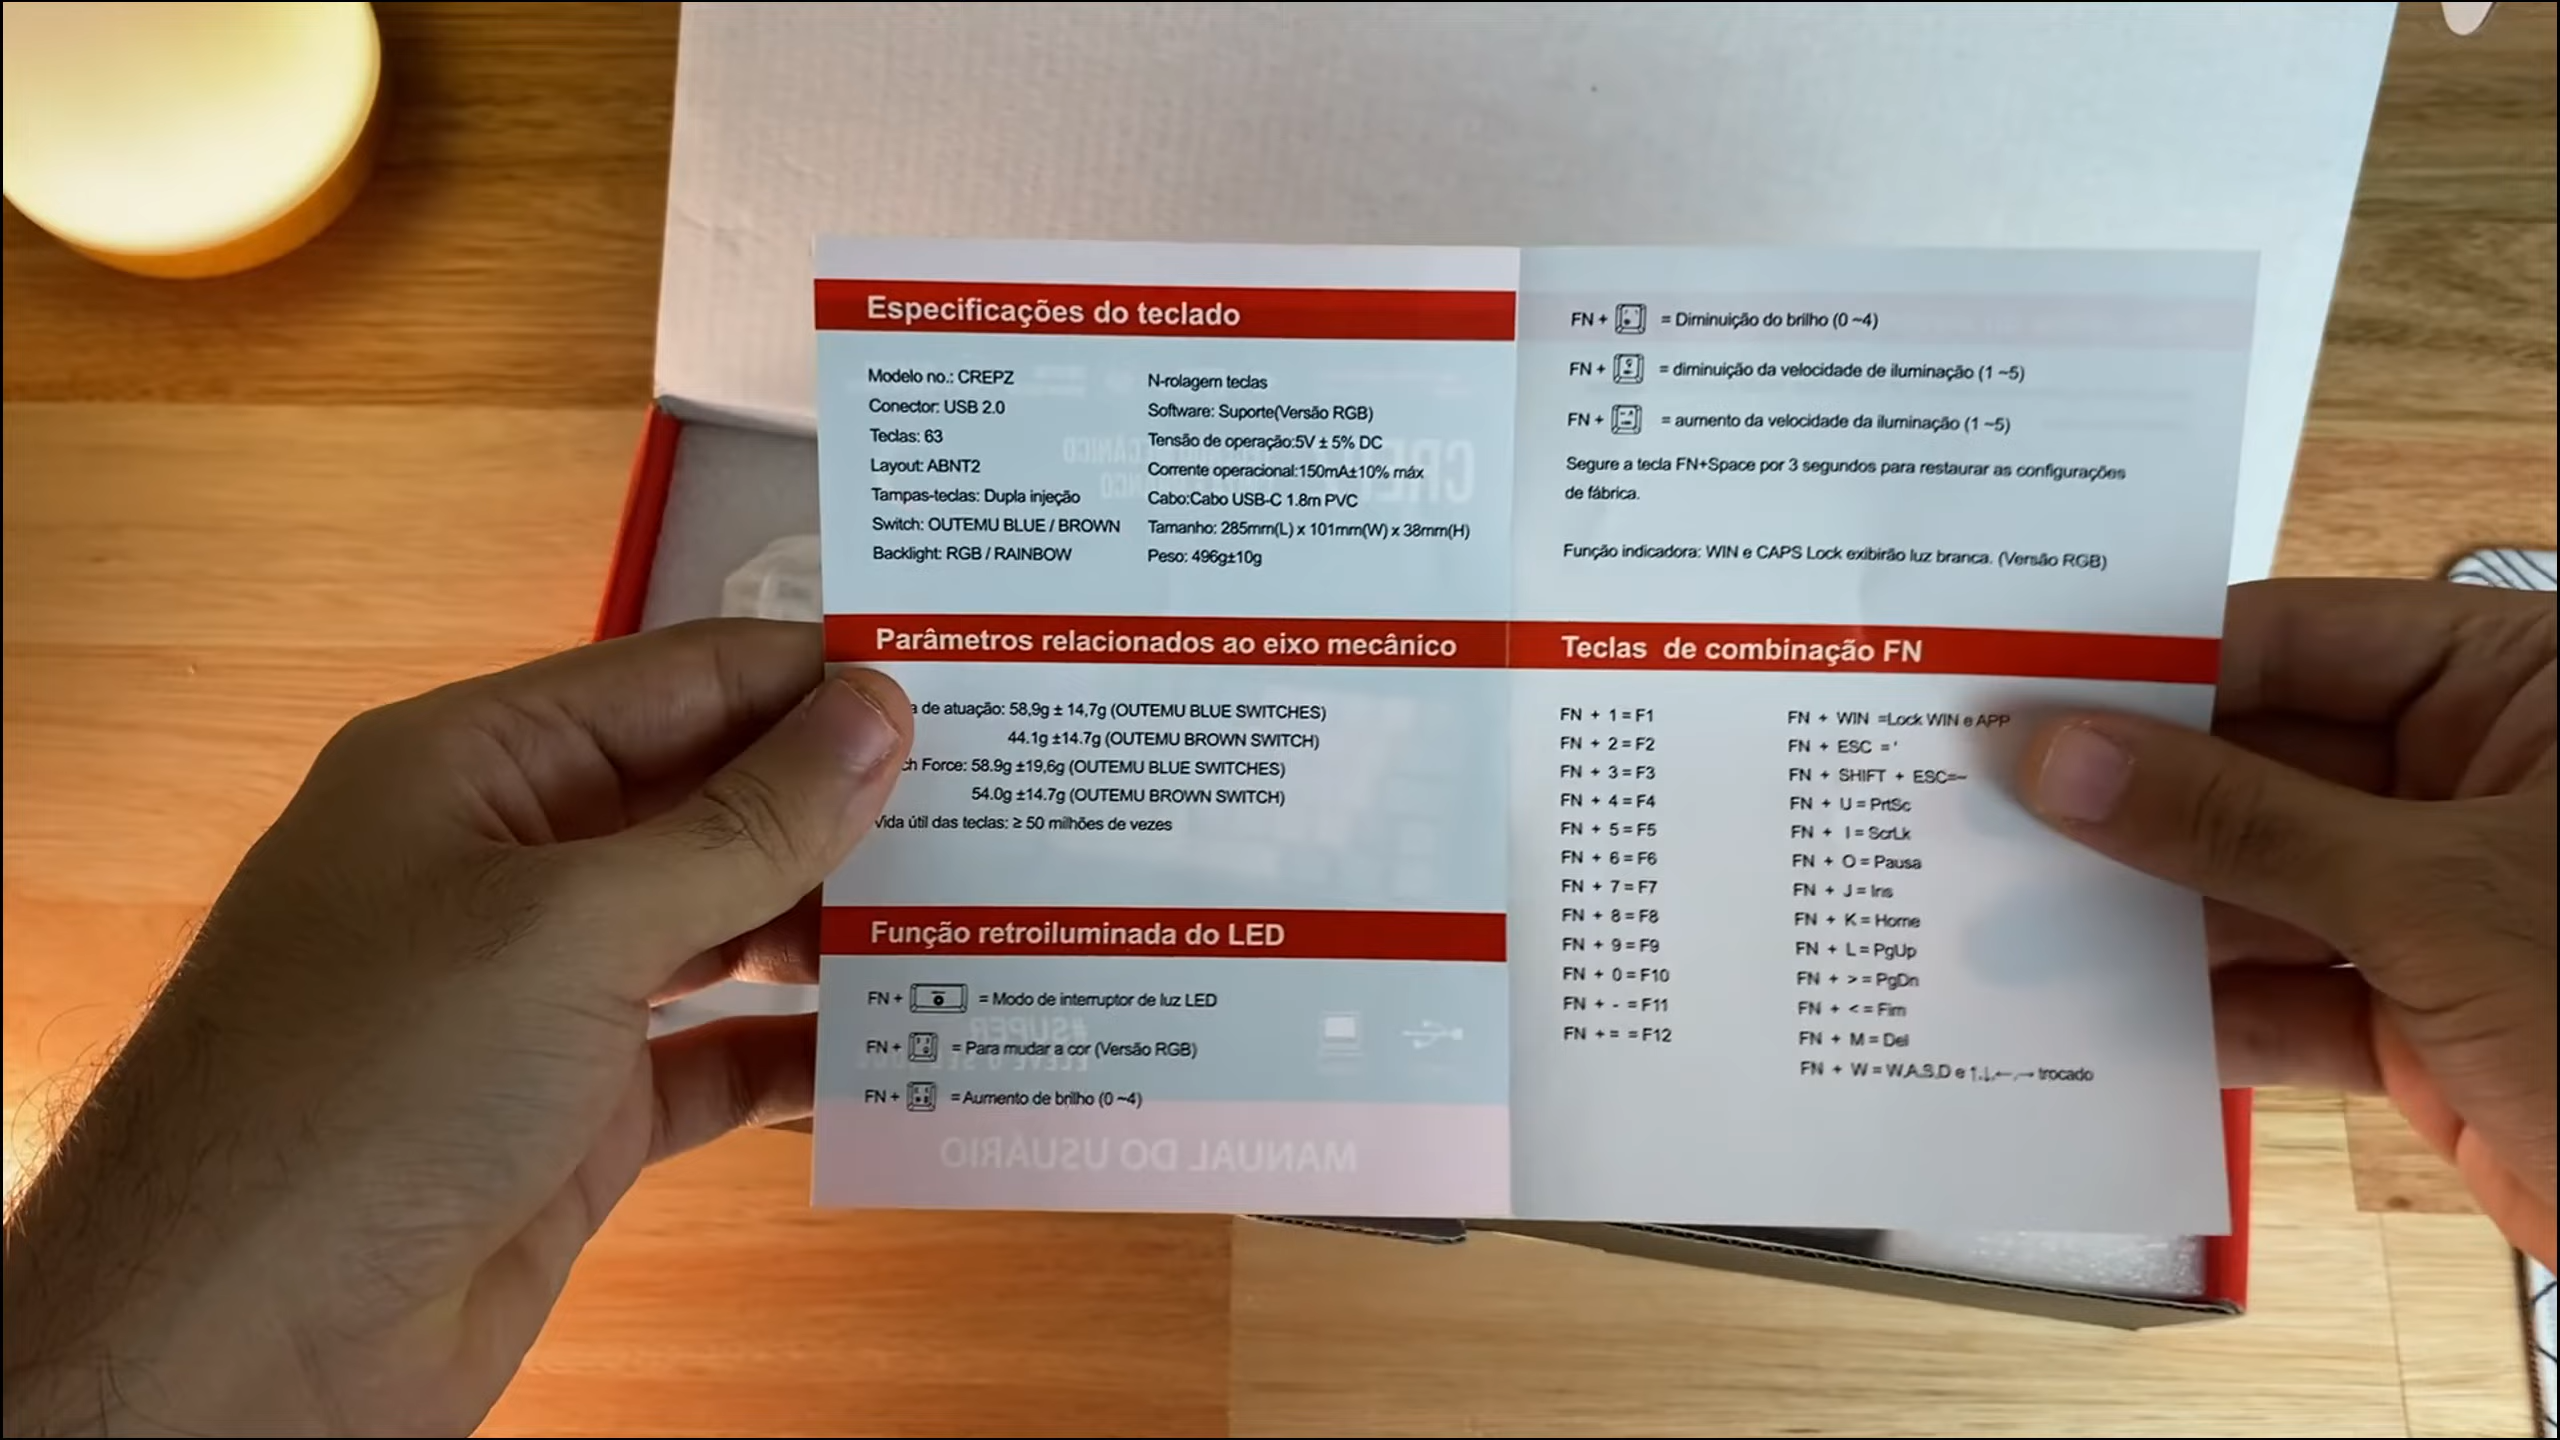 Especificações do teclado
Modelo no.: CREPZ
Conector: USB 2.0
Teclas: 63
Layout: ABNT2
Tampas-teclas: Dupla injeção
Switch: OUTEMU BLUE / BROWN
Backlight: RGB / RAINBOW
N-rolagem teclas
Software: Suporte(Versão RGB)
Tensão de operação:5V ± 5% DC
Corrente operacional:150mA±10% máx
Cabo:Cabo USB-C 1.8m PVC
Tamanho: 285mm(L) x 101mm(W) x 38mm(H)
Peso: 496g±10g
Parâmetros relacionados ao eixo mecânico
de atuação: 58,9g ± 14,7g (OUTEMU BLUE SWITCHES)
44.1g ±14.7g (OUTEMU BROWN SWITCH)
Force: 58.9g ±19,6g (OUTEMU BLUE SWITCHES)
54.0g ±14.7g (OUTEMU BROWN SWITCH)
Vida útil das teclas: ≥ 50 milhões de vezes
Função retroiluminada do LED
FN + = Modo de interruptor de luz LED
FN + = Para mudar a cor (Versão RGB)
FN + = Aumento de brilho (0 ~4)
MANUAL DO USUÁRIO
FN + = Diminuição do brilho (0 ~4)
FN + = diminuição da velocidade de iluminação (1 ~5)
FN + = aumento da velocidade da iluminação (1 ~5)
Segure a tecla FN+Space por 3 segundos para restaurar as configurações
de fábrica.
Função indicadora: WIN e CAPS Lock exibirão luz branca. (Versão RGB)
Teclas de combinação FN
FN + 1 = F1
FN + 2 = F2
FN + 3 = F3
FN + 4 = F4
FN + 5 = F5
FN + 6 = F6
FN + 7 = F7
FN + 8 = F8
FN + 9 = F9
FN + 0 = F10
FN + - = F11
FN + = = F12
FN + WIN =Lock WIN e APP
FN + ESC = '
FN + SHIFT + ESC=~
FN + U = PrtSc
FN + I = ScrLk
FN + O = Pausa
FN + J = Ins
FN + K = Home
FN + L = PgUp
FN + > = PgDn
FN + < = Fim
FN + M = Del
FN + W = W,A,S,D e ↑,↓,←,→ trocado